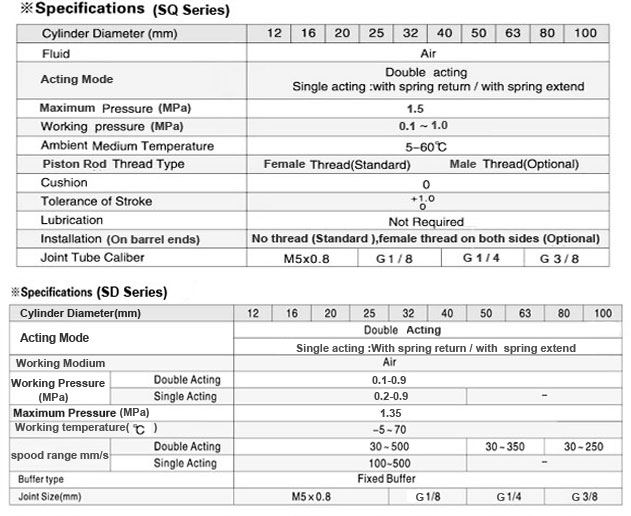 ※Specifications (SQ Series)
Cylinder Diameter (mm) 12 16 20 25 32 40 50 63 80 100
Fluid Air
Acting Mode Double acting
Single acting :with spring return / with spring extend
Maximum Pressure (MPa) 1.5
Working pressure (MPa) 0.1 ~ 1.0
Ambient Medium Temperature 5-60℃
Piston Rod Thread Type Female Thread(Standard) Male Thread(Optional)
Cushion 0
Tolerance of Stroke +1.0
0
Lubrication Not Required
Installation (On barrel ends) No thread (Standard ),female thread on both sides (Optional)
Joint Tube Caliber M5x0.8 G 1 / 8 G 1 / 4 G 3 / 8
※Specifications (SD Series)
Cylinder Diameter(mm) 12 16 20 25 32 40 50 63 80 100
Acting Mode Double Acting
Single acting :With spring return / with spring extend
Working Modium Air
Working Pressure (MPa) Double Acting 0.1-0.9
Single Acting 0.2-0.9 –
Maximum Pressure (MPa) 1.35
Working temperature( ℃ ) –5~70
spood range mm/s Double Acting 30~500 30~350 30~250
Single Acting 100~500 –
Buffer type Fixed Buffer
Joint Size(mm) M5x0.8 G 1/8 G1/4 G 3/8